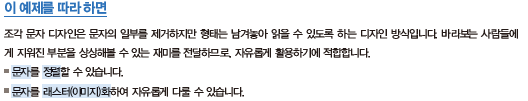 이 예제를 따라 하면
조각 문자 디자인은 문자의 일부를 제거하지만 형태는 남겨놓아 읽을 수 있도록 하는 디자인 방식입니다. 바라보는 사람들에
게 지워진 부분을 상상해볼 수 있는 재미를 전달하므로, 자유롭게 활용하기에 적합합니다.
■ 문자를 정렬할 수 있습니다.
■ 문자를 래스터(이미지)화하여 자유롭게 다룰 수 있습니다.